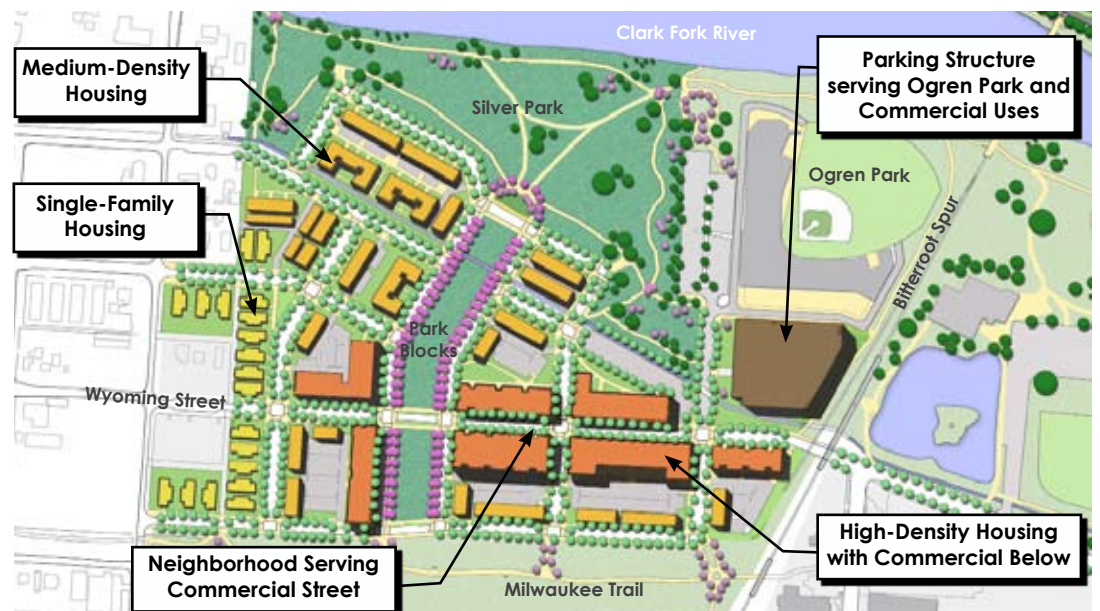 Clark Fork River
Medium-Density
Housing
Parking Structure
serving Ogren Park and
Commercial Uses
Silver Park
Ogren Park
Single-Family
Housing
Bitterroot Spur
Park
Blocks
Wyoming Street
Neighborhood Serving
Commercial Street
High-Density Housing
with Commercial Below
Milwaukee Trail